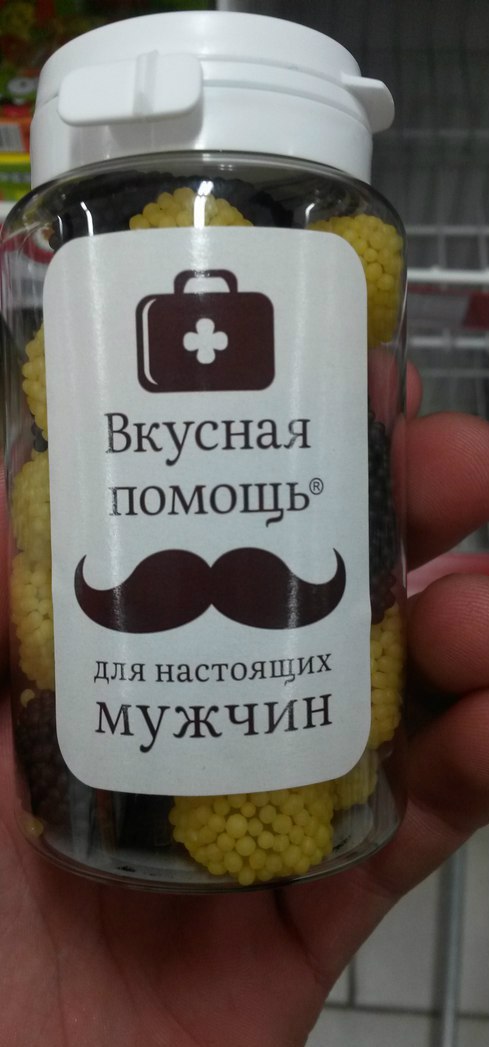 Вкусная
помощь®
для настоящих
мужчин